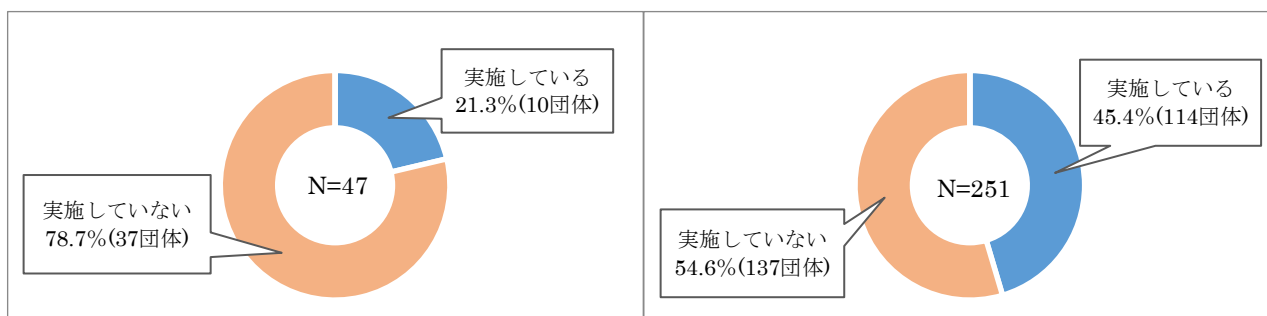 実施している
21.3%(10団体)
N=47
実施していない
78.7%(37団体)
実施している
45.4%(114団体)
N=251
実施していない
54.6%(137団体)